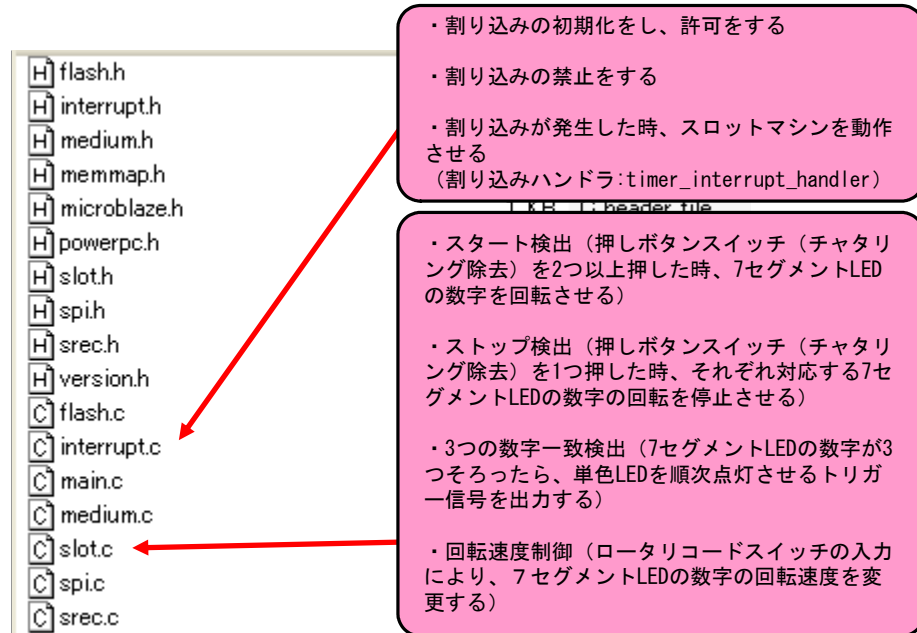 flash.h
interrupt.h
medium.h
memmap.h
microblaze.h
powerpc.h
slot.h
spi.h
srec.h
version.h
flash.c
interrupt.c
main.c
medium.c
slot.c
spi.c
srec.c
・割り込みの初期化をし、許可をする
・割り込みの禁止をする
・割り込みが発生した時、スロットマシンを動作
させる
（割り込みハンドラ:timer_interrupt_handler）
KB C header file
・スタート検出（押しボタンスイッチ（チャタリ
ング除去）を2つ以上押した時、7セグメントLED
の数字を回転させる）
・ストップ検出（押しボタンスイッチ（チャタリ
ング除去）を1つ押した時、それぞれ対応する7セ
グメントLEDの数字の回転を停止させる）
・3つの数字一致検出（7セグメントLEDの数字が3
つそろったら、単色LEDを順次点灯させるトリガ
ー信号を出力する）
・回転速度制御（ロータリコードスイッチの入力
により、７セグメントLEDの数字の回転速度を変
更する）